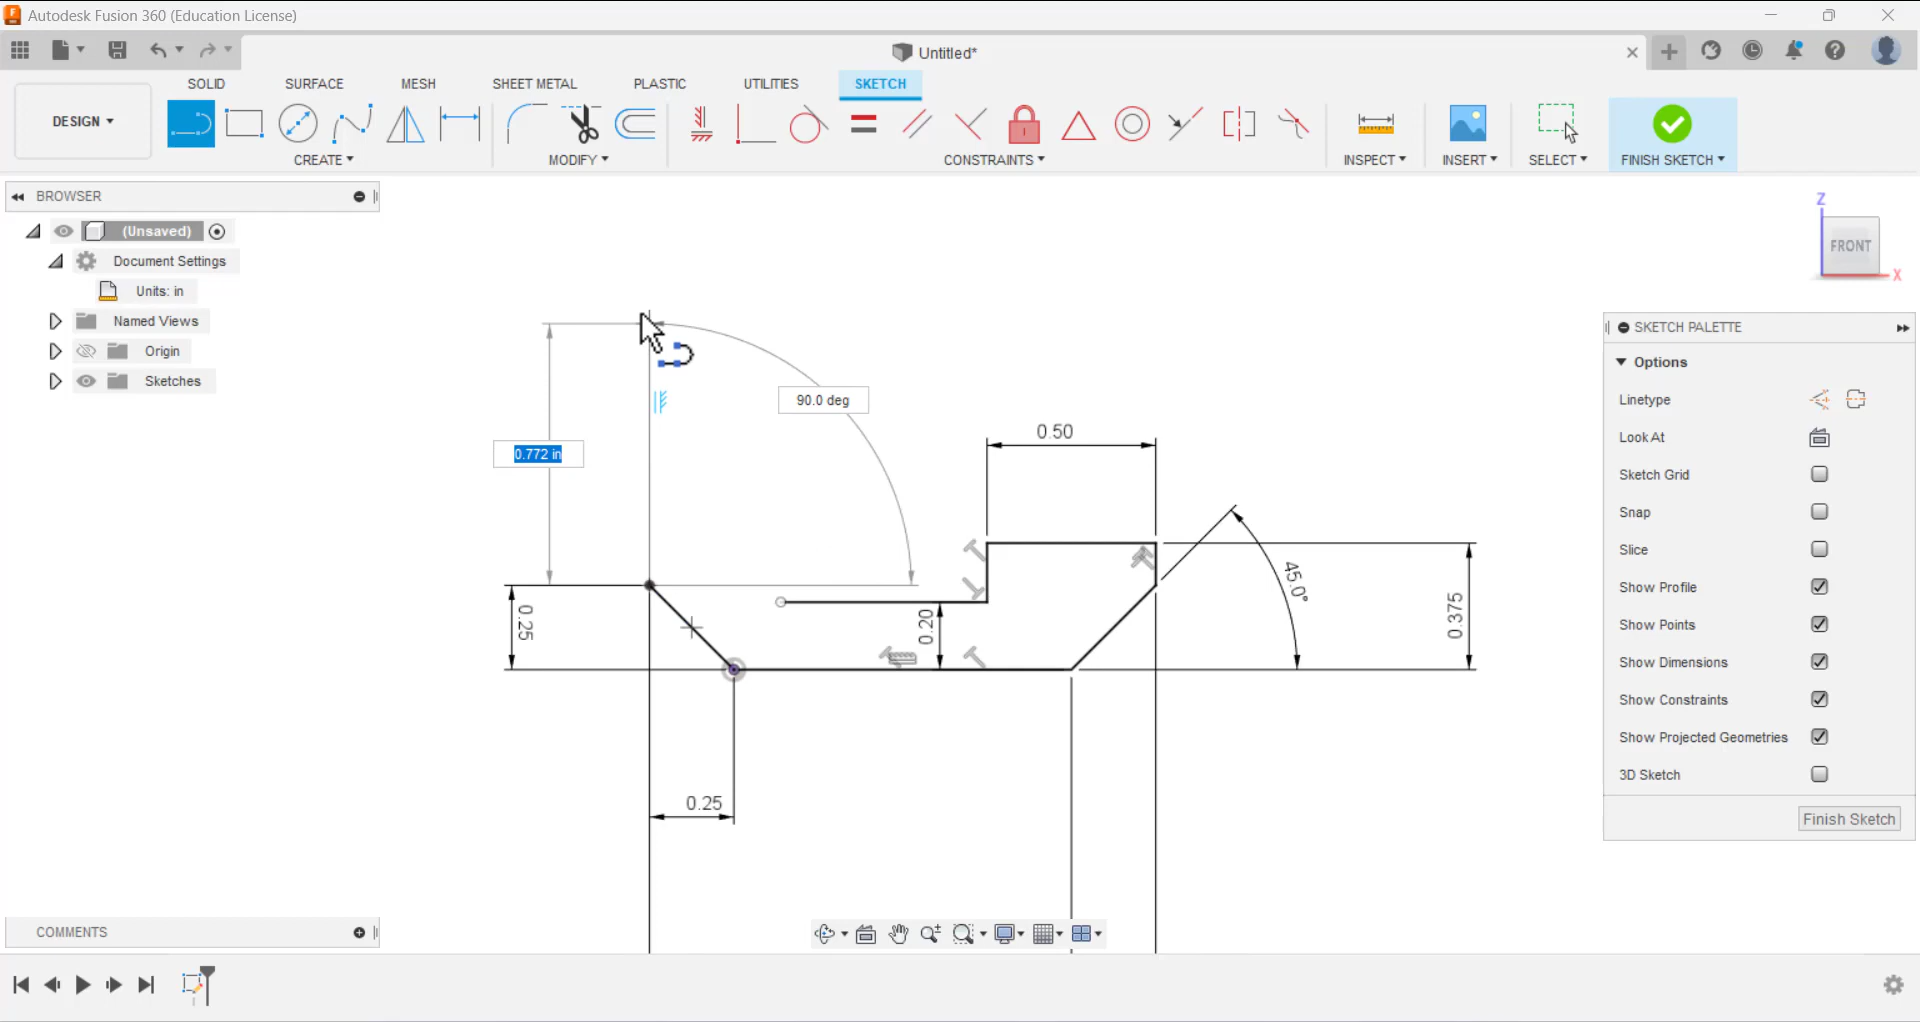 Autodesk Fusion 360 (Education License)
Untitled*
SOLID SURFACE MESH SHEET METAL PLASTIC UTILITIES SKETCH
DESIGN
CREATE MODIFY CONSTRAINTS INSPECT INSERT SELECT FINISH SKETCH
BROWSER
(Unsaved)
Document Settings
Units: in
Named Views
Origin
Sketches
Z
FRONT
X
90.0 deg
0.772 in
0.50
45.0°
0.375
0.25
0.20
0.25
SKETCH PALETTE
Options
Linetype
Look At
Sketch Grid
Snap
Slice
Show Profile
Show Points
Show Dimensions
Show Constraints
Show Projected Geometries
3D Sketch
Finish Sketch
COMMENTS